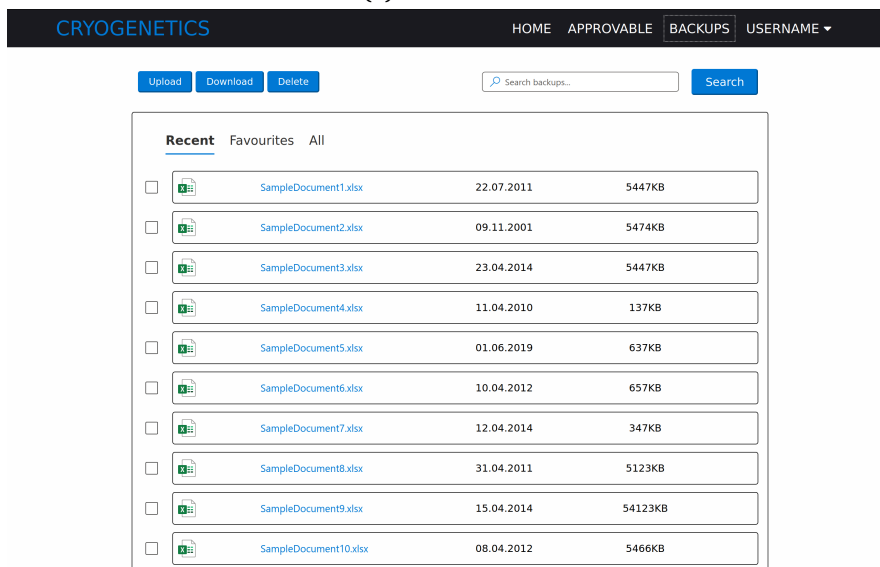 CRYOGENETICS HOME APPROVABLE BACKUPS USERNAME
Upload Download Delete Search backups... Search
Recent Favourites All
SampleDocument1.xlsx 22.07.2011 5447KB
SampleDocument2.xlsx 09.11.2001 5474KB
SampleDocument3.xlsx 23.04.2014 5447KB
SampleDocument4.xlsx 11.04.2010 137KB
SampleDocument5.xlsx 01.06.2019 637KB
SampleDocument6.xlsx 10.04.2012 657KB
SampleDocument7.xlsx 12.04.2014 347KB
SampleDocument8.xlsx 31.04.2011 5123KB
SampleDocument9.xlsx 15.04.2014 54123KB
SampleDocument10.xlsx 08.04.2012 5466KB